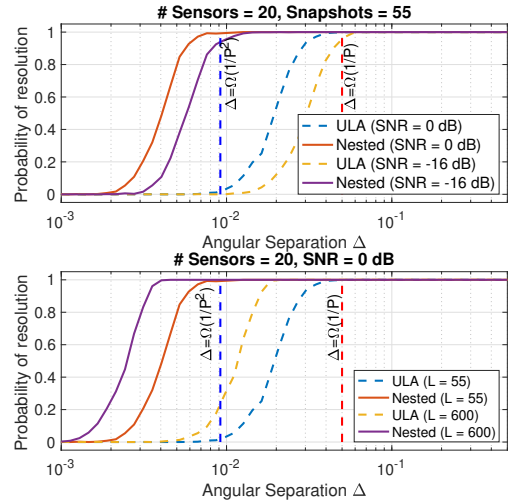 # Sensors = 20, Snapshots = 55
Probability of resolution
1
0.8
0.6
0.4
0.2
0
Δ=Ω(1/P²)
Δ=Ω(1/P)
ULA (SNR = 0 dB)
Nested (SNR = 0 dB)
ULA (SNR = -16 dB)
Nested (SNR = -16 dB)
10⁻³
10⁻²
10⁻¹
Angular Separation Δ
# Sensors = 20, SNR = 0 dB
Probability of resolution
1
0.8
0.6
0.4
0.2
0
Δ=Ω(1/P²)
Δ=Ω(1/P)
ULA (L = 55)
Nested (L = 55)
ULA (L = 600)
Nested (L = 600)
10⁻³
10⁻²
10⁻¹
Angular Separation Δ